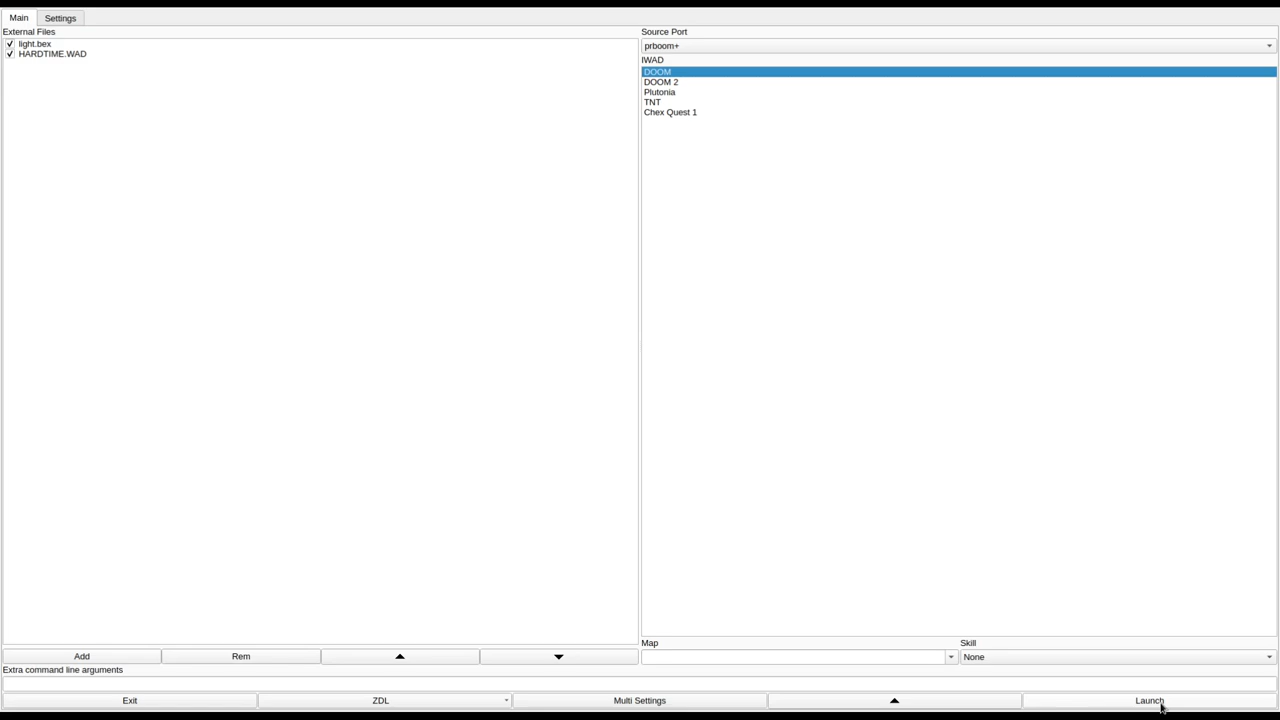 Main
Settings
External Files
light.bex
HARDTIME.WAD
Source Port
prboom+
IWAD
DOOM
DOOM 2
Plutonia
TNT
Chex Quest 1
Map
Skill
None
Add
Rem
Extra command line arguments
Exit
ZDL
Multi Settings
Launch